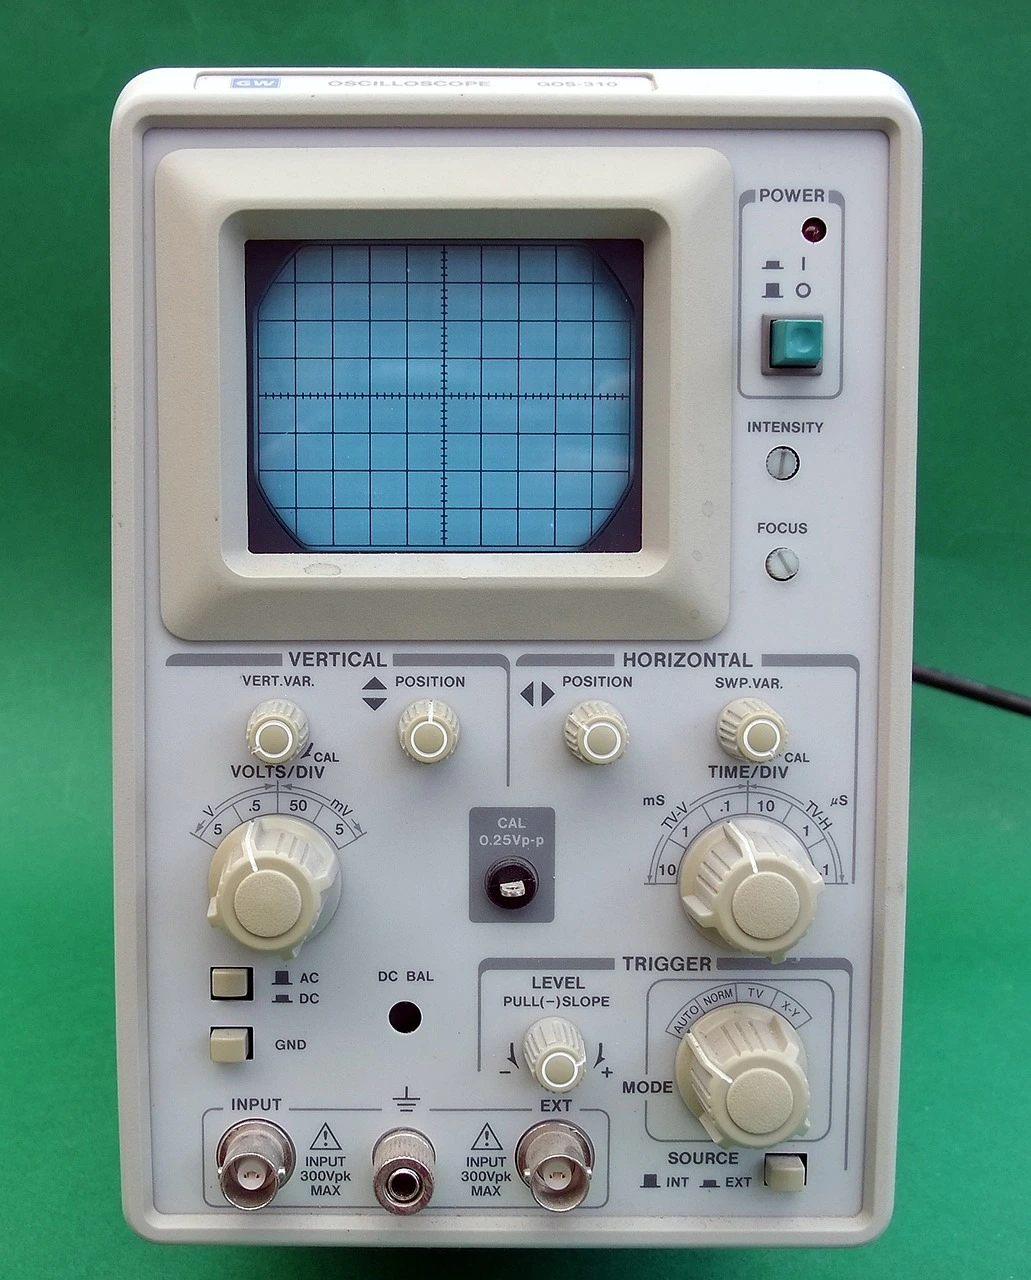 GW OSCILLOSCOPE GOS-310
POWER
I
O
INTENSITY
FOCUS
VERTICAL
HORIZONTAL
VERT.VAR.
POSITION
POSITION
SWP.VAR.
CAL
CAL
VOLTS/DIV
TIME/DIV
V .5 50 mV
5 5
mS TV-V .1 10 TV-H µS
1 1
10 .1
CAL
0.25Vp-p
AC
DC
DC BAL
GND
TRIGGER
LEVEL
PULL(-)SLOPE
- +
AUTO NORM TV X-Y
MODE
INPUT
EXT
INPUT
300Vpk
MAX
INPUT
300Vpk
MAX
SOURCE
INT EXT